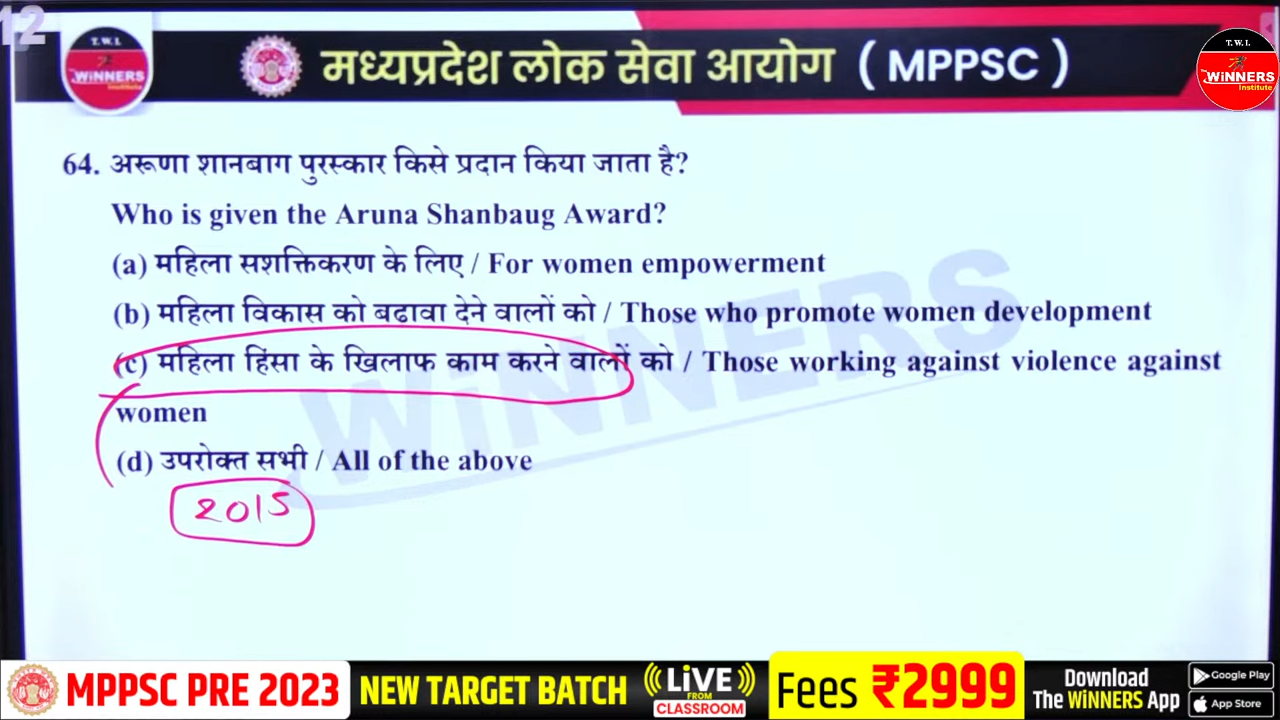 12
T.W.I.
WiNNERS
Institute
मध्यप्रदेश लोक सेवा आयोग ( MPPSC )
T.W.I.
The WiNNERS
Institute
64. अरूणा शानबाग पुरस्कार किसे प्रदान किया जाता है?
Who is given the Aruna Shanbaug Award?
(a) महिला सशक्तिकरण के लिए / For women empowerment
(b) महिला विकास को बढावा देने वालों को / Those who promote women development
(c) महिला हिंसा के खिलाफ काम करने वालों को / Those working against violence against
women
(d) उपरोक्त सभी / All of the above
2015
WiNNERS
MPPSC PRE 2023
NEW TARGET BATCH
LiVE
FROM
CLASSROOM
Fees ₹2999
Download
The WiNNERS App
Google Play
App Store